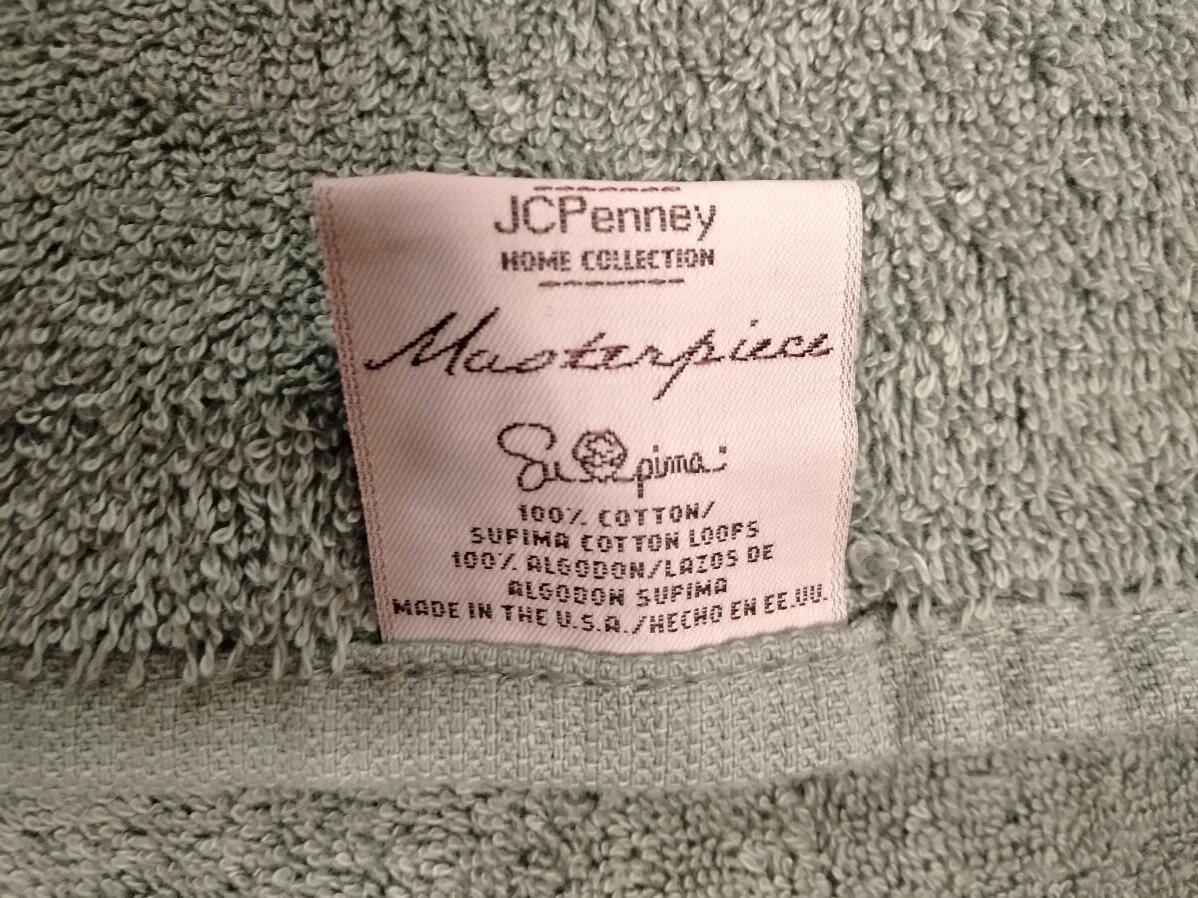 JCPenney
HOME COLLECTION
Masterpiece
Supima
100% COTTON/
SUPIMA COTTON LOOPS
100% ALGODON/LAZOS DE
ALGODON SUPIMA
MADE IN THE U.S.A./HECHO EN EE.UU.